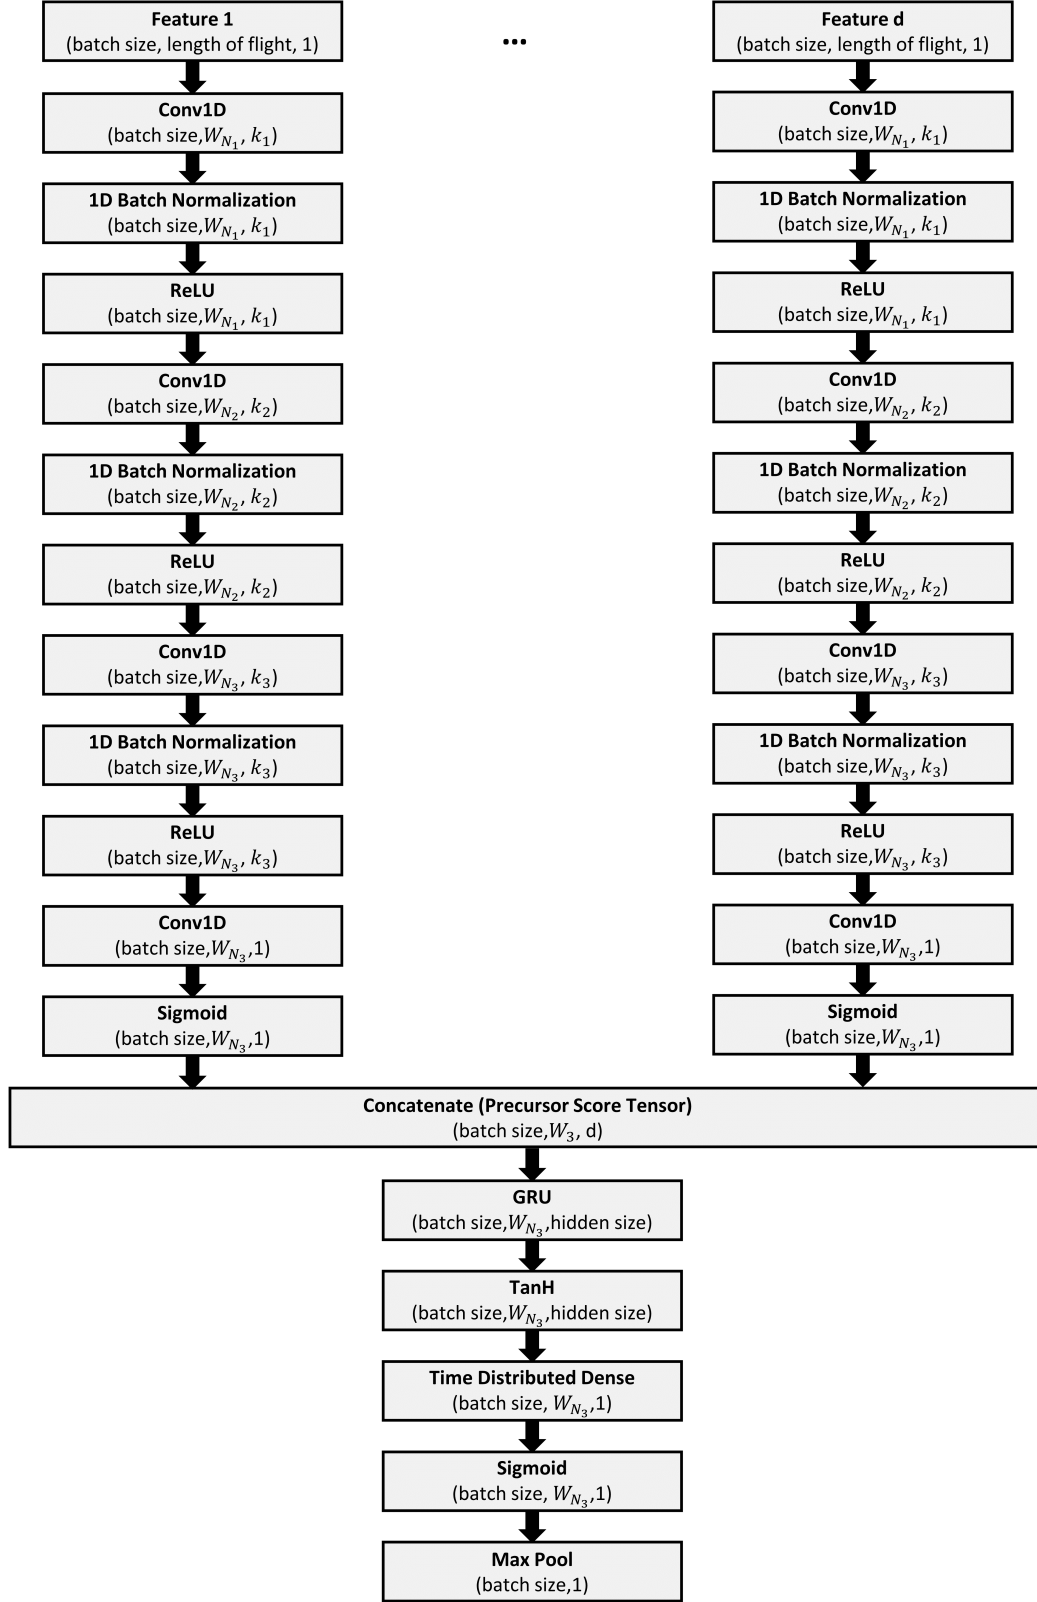 Feature 1
(batch size, length of flight, 1)
Conv1D
(batch size,W_{N_1}, k_1)
1D Batch Normalization
(batch size,W_{N_1}, k_1)
ReLU
(batch size,W_{N_1}, k_1)
Conv1D
(batch size,W_{N_2}, k_2)
1D Batch Normalization
(batch size,W_{N_2}, k_2)
ReLU
(batch size,W_{N_2}, k_2)
Conv1D
(batch size,W_{N_3}, k_3)
1D Batch Normalization
(batch size,W_{N_3}, k_3)
ReLU
(batch size,W_{N_3}, k_3)
Conv1D
(batch size,W_{N_3},1)
Sigmoid
(batch size,W_{N_3},1)
...
Feature d
(batch size, length of flight, 1)
Conv1D
(batch size,W_{N_1}, k_1)
1D Batch Normalization
(batch size,W_{N_1}, k_1)
ReLU
(batch size,W_{N_1}, k_1)
Conv1D
(batch size,W_{N_2}, k_2)
1D Batch Normalization
(batch size,W_{N_2}, k_2)
ReLU
(batch size,W_{N_2}, k_2)
Conv1D
(batch size,W_{N_3}, k_3)
1D Batch Normalization
(batch size,W_{N_3}, k_3)
ReLU
(batch size,W_{N_3}, k_3)
Conv1D
(batch size,W_{N_3},1)
Sigmoid
(batch size,W_{N_3},1)
Concatenate (Precursor Score Tensor)
(batch size,W_3, d)
GRU
(batch size,W_{N_3},hidden size)
TanH
(batch size,W_{N_3},hidden size)
Time Distributed Dense
(batch size, W_{N_3},1)
Sigmoid
(batch size, W_{N_3},1)
Max Pool
(batch size,1)